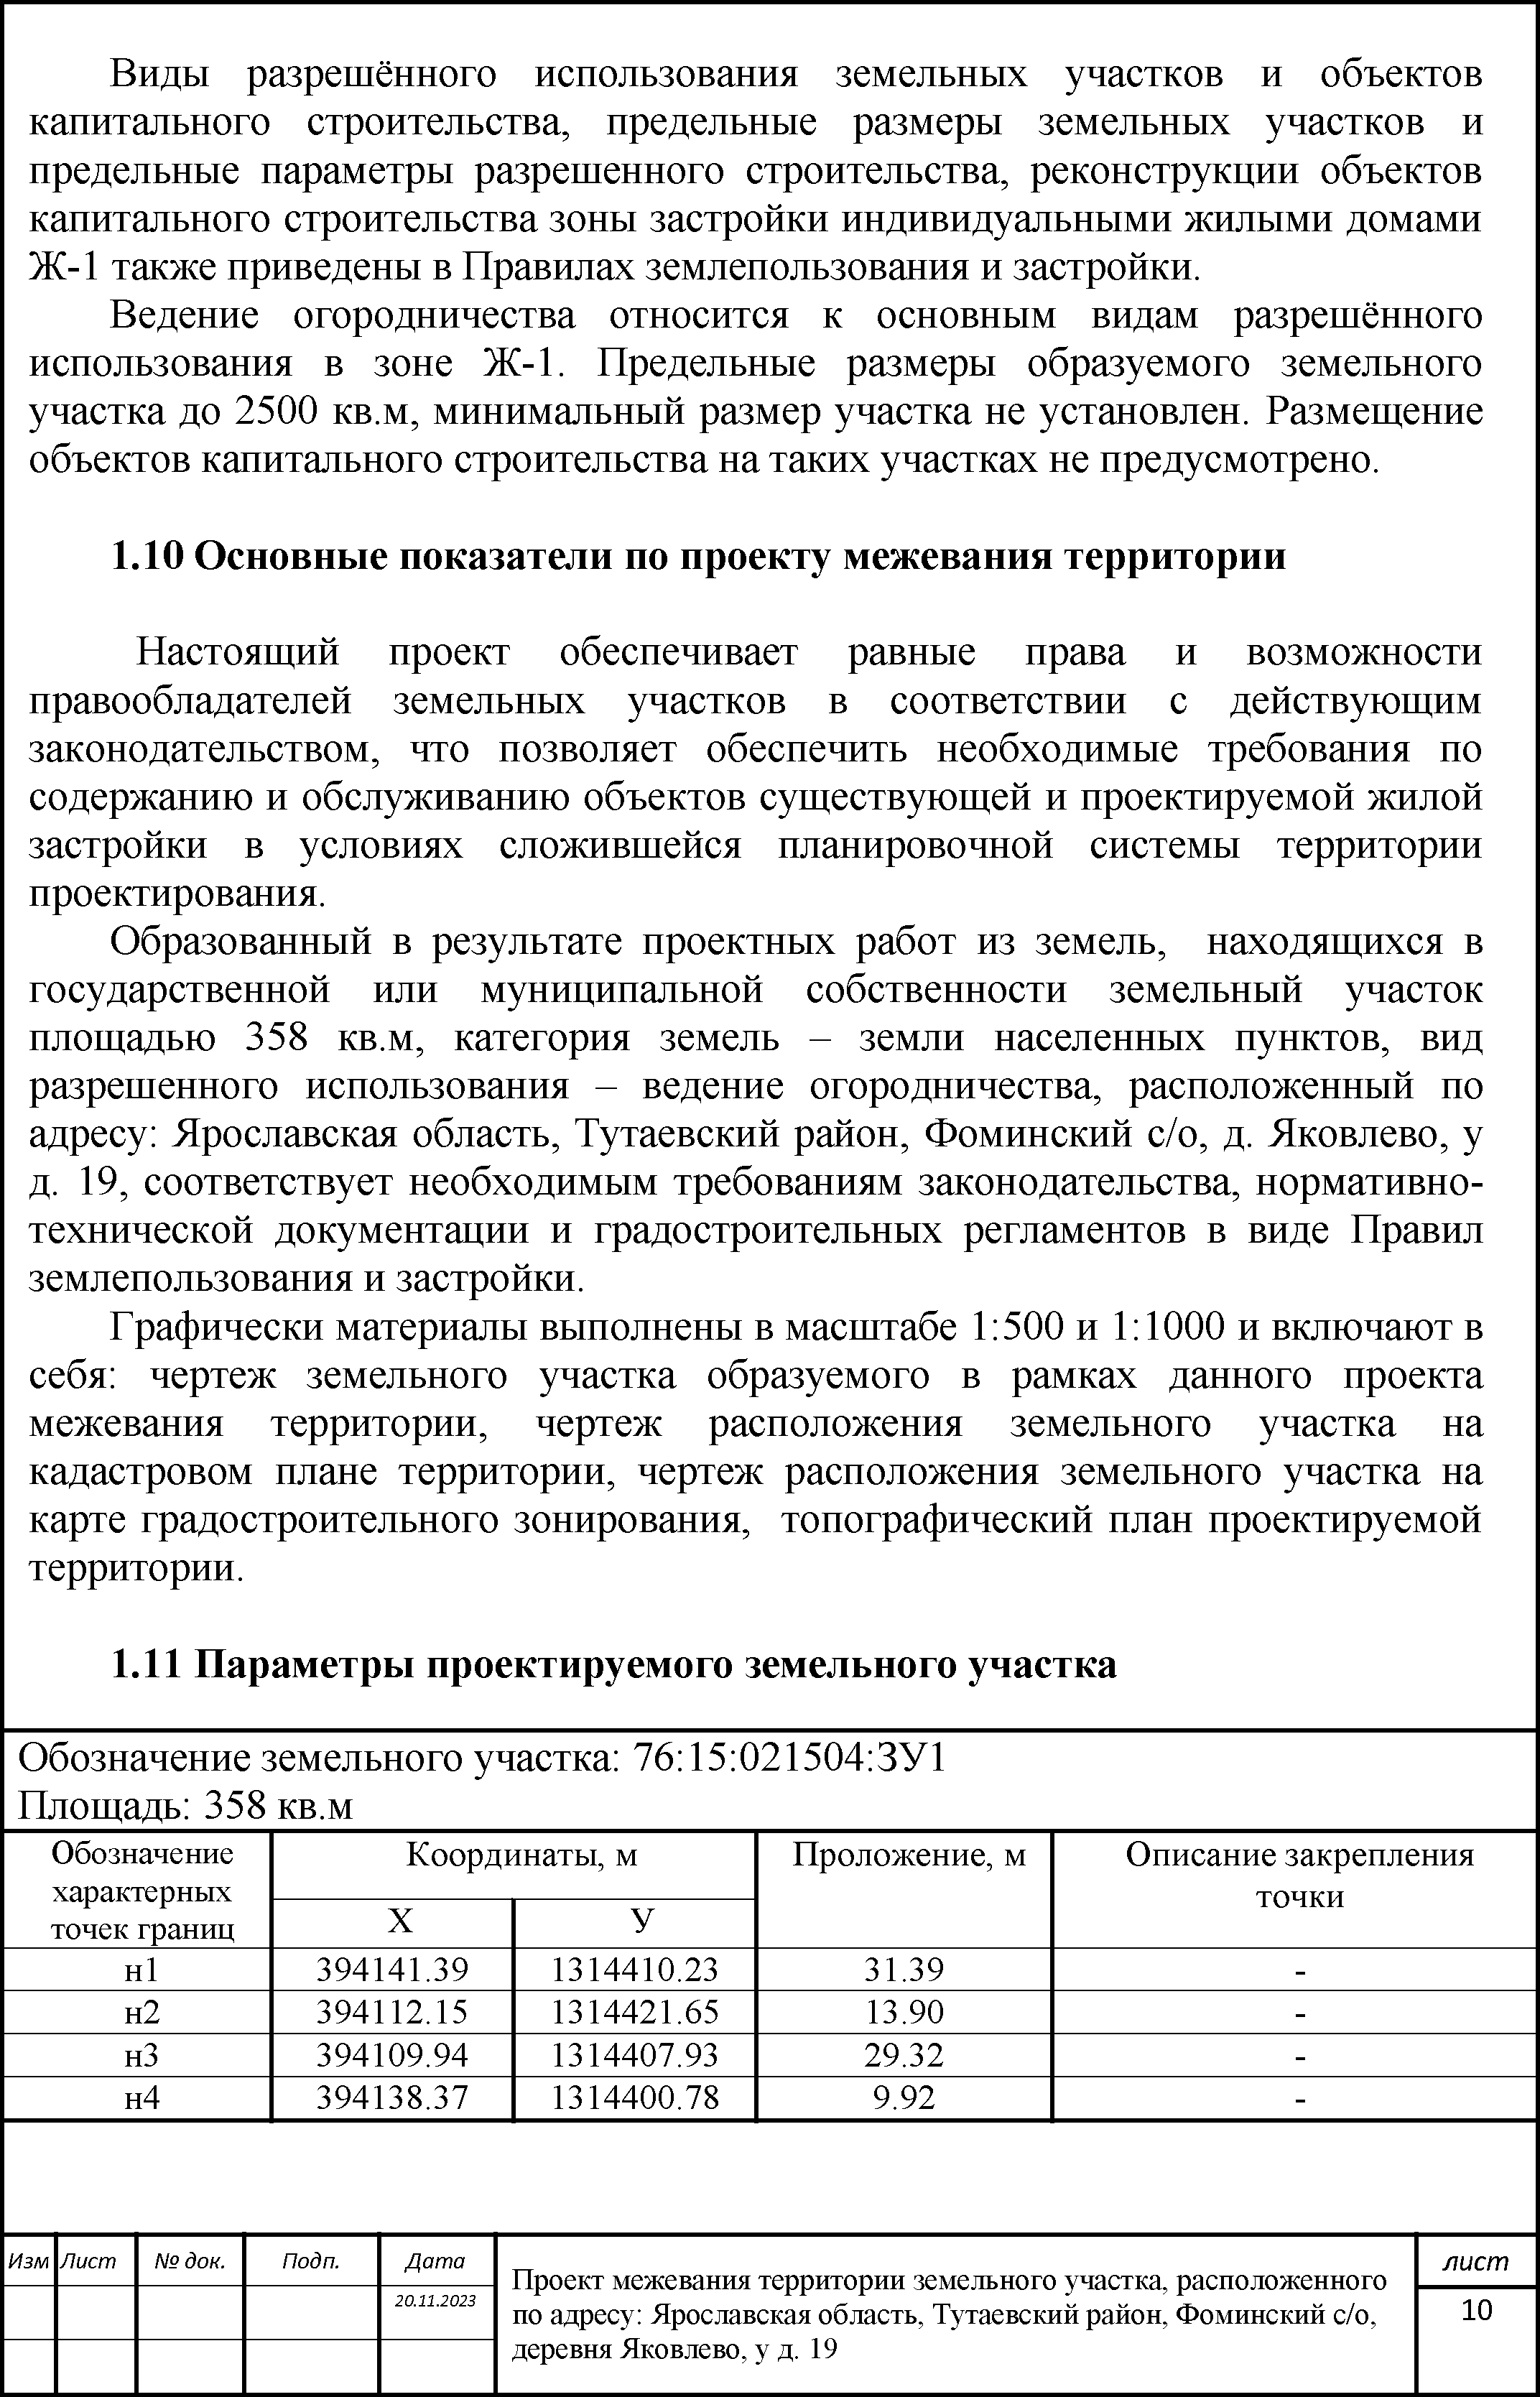 Виды разрешённого использования земельных участков и объектов
капитального строительства, предельные размеры земельных участков и
предельные параметры разрешенного строительства, реконструкции объектов
капитального строительства зоны застройки индивидуальными жилыми домами
Ж-1 также приведены в Правилах землепользования и застройки.
Ведение огородничества относится к основным видам разрешённого
использования в зоне Ж-1. Предельные размеры образуемого земельного
участка до 2500 кв.м, минимальный размер участка не установлен. Размещение
объектов капитального строительства на таких участках не предусмотрено.
1.10 Основные показатели по проекту межевания территории
Настоящий проект обеспечивает равные права и возможности
правообладателей земельных участков в соответствии с действующим
законодательством, что позволяет обеспечить необходимые требования по
содержанию и обслуживанию объектов существующей и проектируемой жилой
застройки в условиях сложившейся планировочной системы территории
проектирования.
Образованный в результате проектных работ из земель, находящихся в
государственной или муниципальной собственности земельный участок
площадью 358 кв.м, категория земель – земли населенных пунктов, вид
разрешенного использования – ведение огородничества, расположенный по
адресу: Ярославская область, Тутаевский район, Фоминский с/о, д. Яковлево, у
д. 19, соответствует необходимым требованиям законодательства, нормативно-
технической документации и градостроительных регламентов в виде Правил
землепользования и застройки.
Графически материалы выполнены в масштабе 1:500 и 1:1000 и включают в
себя: чертеж земельного участка образуемого в рамках данного проекта
межевания территории, чертеж расположения земельного участка на
кадастровом плане территории, чертеж расположения земельного участка на
карте градостроительного зонирования, топографический план проектируемой
территории.
1.11 Параметры проектируемого земельного участка
Обозначение земельного участка: 76:15:021504:ЗУ1
Площадь: 358 кв.м
Обозначение характерных точек границ Координаты, м Проложение, м Описание закрепления точки
Х У
н1 394141.39 1314410.23 31.39 -
н2 394112.15 1314421.65 13.90 -
н3 394109.94 1314407.93 29.32 -
н4 394138.37 1314400.78 9.92 -
Изм Лист № док. Подп. Дата
20.11.2023
Проект межевания территории земельного участка, расположенного
по адресу: Ярославская область, Тутаевский район, Фоминский с/о,
деревня Яковлево, у д. 19
лист
10